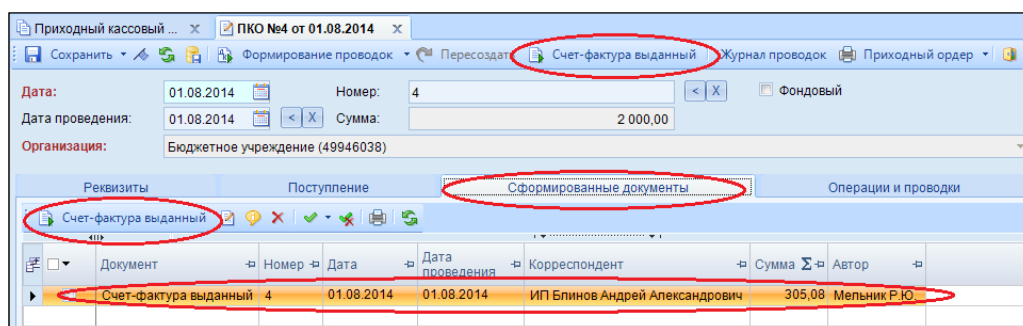 Приходный кассовый ... x ПКО №4 от 01.08.2014 x
Сохранить Формирование проводок Пересоздат Счет-фактура выданный Журнал проводок Приходный ордер
Дата: 01.08.2014 Номер: 4 < X Фондовый
Дата проведения: 01.08.2014 < X Сумма: 2 000,00
Организация: Бюджетное учреждение (49946038)
Реквизиты Поступление Сформированные документы Операции и проводки
Счет-фактура выданный
Документ Номер Дата Дата проведения Корреспондент Сумма Σ Автор
Счет-фактура выданный 4 01.08.2014 01.08.2014 ИП Блинов Андрей Александрович 305,08 Мельник Р.Ю.